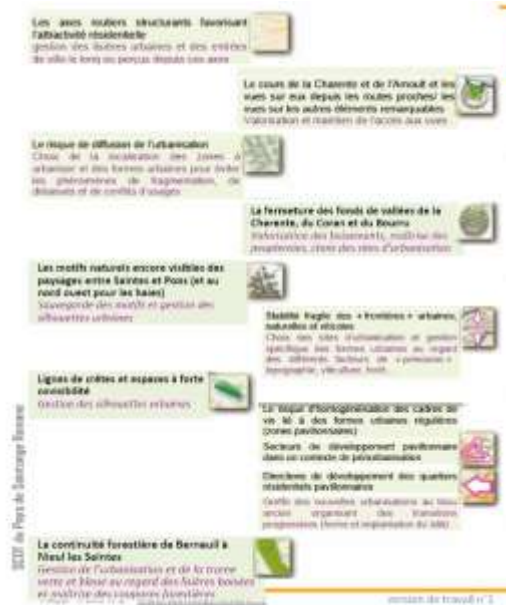 Les axes routiers structurants favorisant
l'attractivité résidentielle
gestion des lisières urbaines et des entrées
de ville le long ou perçus depuis ces axes
Le cours de la Charente et de l'Arnoult et les
vues sur eux depuis les routes proches/ les
vues sur les autres éléments remarquables
Valorisation et maintien de l'accès aux vues
Le risque de diffusion de l'urbanisation
Choix de la localisation des zones à
urbaniser et des formes urbaines pour éviter
les phénomènes de fragmentation, de
délaissés et de conflits d'usages
La fermeture des fonds de vallées de la
Charente, du Coran et du Bourru
Valorisation des boisements, maîtrise des
peupleraies, choix des sites d'urbanisation
Les motifs naturels encore visibles des
paysages entre Saintes et Pons (et au
nord ouest pour les haies)
Sauvegarde des motifs et gestion des
silhouettes urbaines
Stabilité fragile des « frontières » urbaines,
naturelles et viticoles
Choix des sites d'urbanisation et gestion
spécifique des formes urbaines au regard
des différents facteurs de « pressions » :
topographie, viticulture, forêt
Lignes de crêtes et espaces à forte
covisibilité
Gestion des silhouettes urbaines
Le risque d'homogénéisation des cadres de
vie lié à des formes urbaines régulières
(zones pavillonnaires)
Secteurs de développement pavillonnaire
dans un contexte de périurbanisation
Directions de développement des quartiers
résidentiels pavillonnaires
Greffe des nouvelles urbanisations au tissu
ancien organisant des transitions
progressives (forme et implantation du bâti)
La continuité forestière de Berneuil à
Nieul les Saintes
Gestion de l'urbanisation et de la trame
verte et bleue au regard des lisières boisées
et maîtrise des coupures forestières
SCOT du Pays de Saintonge Romane
version de travail n°1